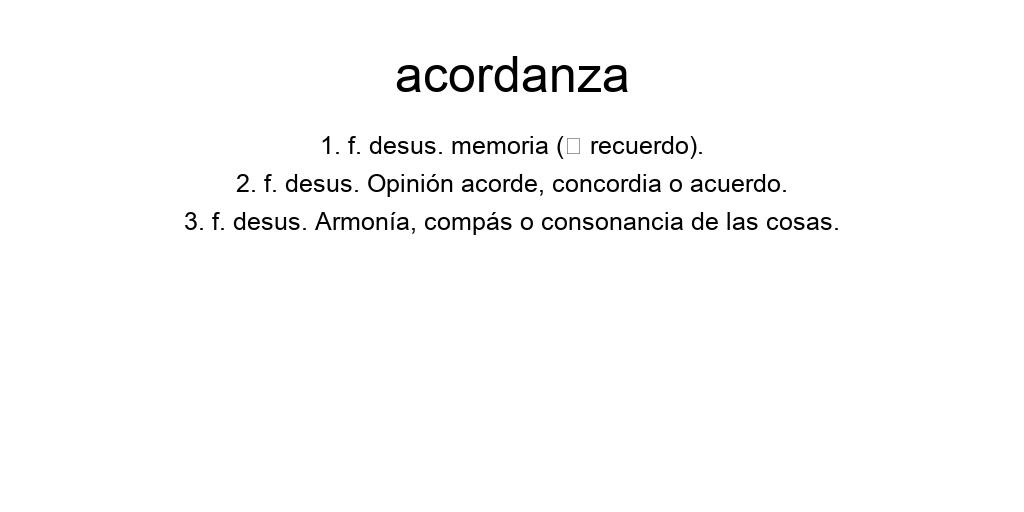 acordanza
1. f. desus. memoria (▯ recuerdo).
2. f. desus. Opinión acorde, concordia o acuerdo.
3. f. desus. Armonía, compás o consonancia de las cosas.